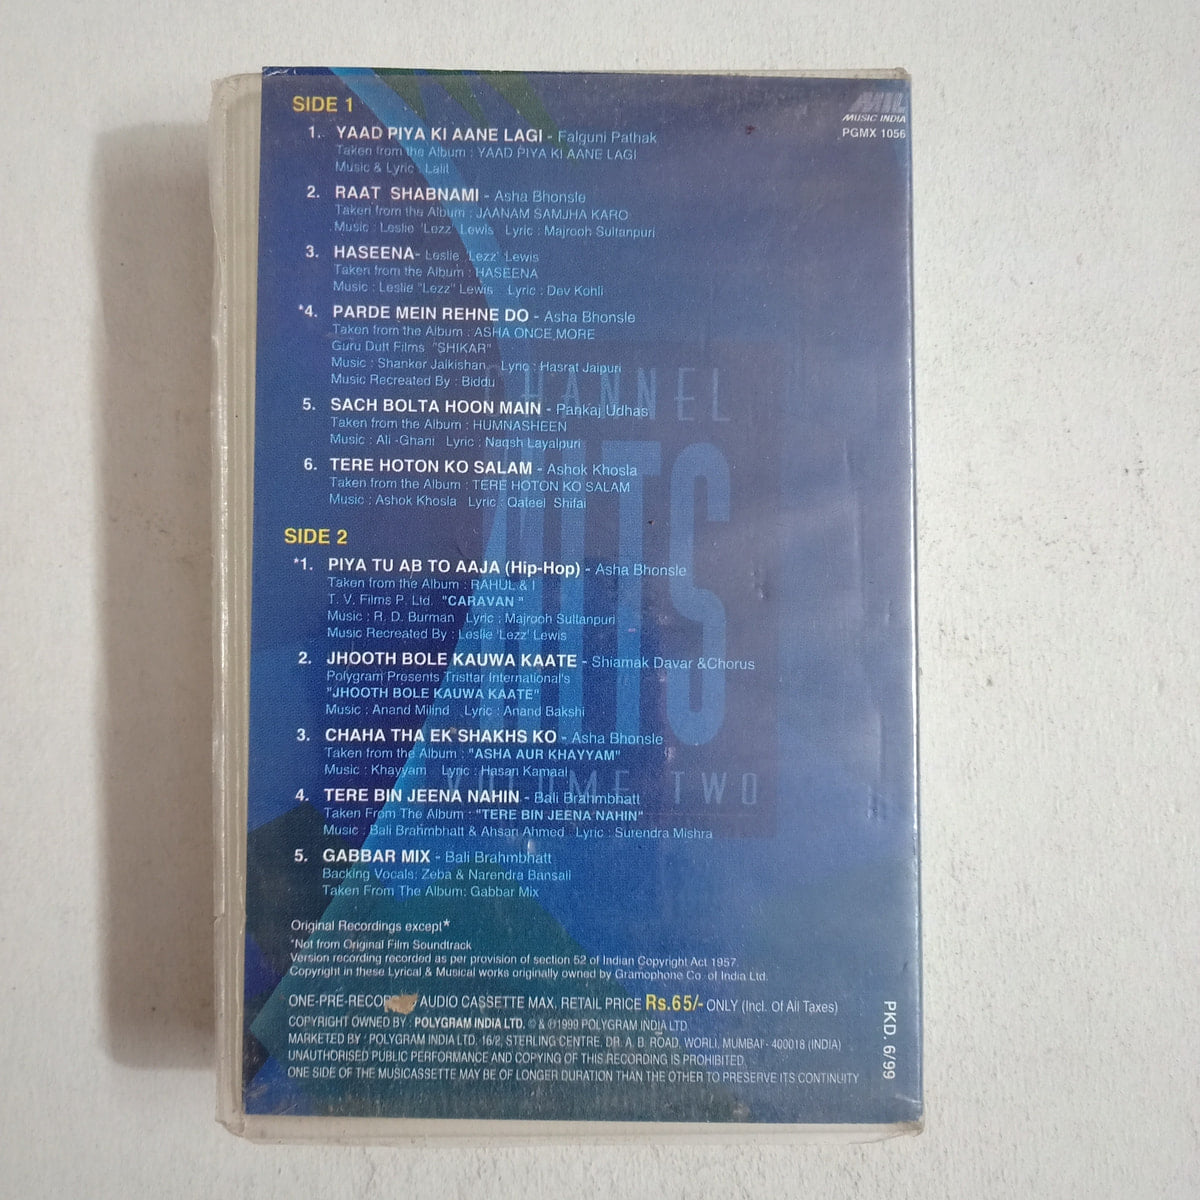 SIDE 1
MIL
MUSIC INDIA
PGMX 1056
1. YAAD PIYA KI AANE LAGI - Falguni Pathak
Taken from the Album : YAAD PIYA KI AANE LAGI
Music & Lyric : Lalit
2. RAAT SHABNAMI - Asha Bhonsle
Taken from the Album : JAANAM SAMJHA KARO
Music : Leslie 'Lezz' Lewis Lyric : Majrooh Sultanpuri
3. HASEENA- Leslie 'Lezz' Lewis
Taken from the Album : HASEENA
Music : Leslie "Lezz" Lewis Lyric : Dev Kohli
*4. PARDE MEIN REHNE DO - Asha Bhonsle
Taken from the Album : ASHA ONCE MORE
Guru Dutt Films "SHIKAR"
Music : Shanker Jaikishan Lyric : Hasrat Jaipuri
Music Recreated By : Biddu
5. SACH BOLTA HOON MAIN - Pankaj Udhas
Taken from the Album : HUMNASHEEN
Music : Ali -Ghani Lyric : Naqsh Layalpuri
6. TERE HOTON KO SALAM - Ashok Khosla
Taken from the Album : TERE HOTON KO SALAM
Music : Ashok Khosla Lyric : Qateel Shifai
CHANNEL
HITS
VOLUME TWO
SIDE 2
*1. PIYA TU AB TO AAJA (Hip-Hop) - Asha Bhonsle
Taken from the Album : RAHUL & I
T. V. Films P. Ltd. "CARAVAN "
Music : R. D. Burman Lyric : Majrooh Sultanpuri
Music Recreated By : Leslie 'Lezz' Lewis
2. JHOOTH BOLE KAUWA KAATE - Shiamak Davar &Chorus
Polygram Presents Tristtar International's
"JHOOTH BOLE KAUWA KAATE"
Music : Anand Milind Lyric : Anand Bakshi
3. CHAHA THA EK SHAKHS KO - Asha Bhonsle
Taken from the Album : "ASHA AUR KHAYYAM"
Music : Khayyam Lyric : Hasan Kamaal
4. TERE BIN JEENA NAHIN - Bali Brahmbhatt
Taken From The Album : "TERE BIN JEENA NAHIN"
Music : Bali Brahmbhatt & Ahsan Ahmed Lyric : Surendra Mishra
5. GABBAR MIX - Bali Brahmbhatt
Backing Vocals: Zeba & Narendra Bansali
Taken From The Album: Gabbar Mix
Original Recordings except*
*Not from Original Film Soundtrack
Version recording recorded as per provision of section 52 of Indian Copyright Act 1957.
Copyright in these Lyrical & Musical works originally owned by Gramophone Co. of India Ltd.
ONE-PRE-RECOR AUDIO CASSETTE MAX. RETAIL PRICE Rs.65/- ONLY (Incl. Of All Taxes)
COPYRIGHT OWNED BY : POLYGRAM INDIA LTD. © & ℗1999 POLYGRAM INDIA LTD.
MARKETED BY : POLYGRAM INDIA LTD. 16/2, STERLING CENTRE, DR. A. B. ROAD, WORLI, MUMBAI- 400018 (INDIA)
UNAUTHORISED PUBLIC PERFORMANCE AND COPYING OF THIS RECORDING IS PROHIBITED.
ONE SIDE OF THE MUSICASSETTE MAY BE OF LONGER DURATION THAN THE OTHER TO PRESERVE ITS CONTINUITY
PKD. 6/99